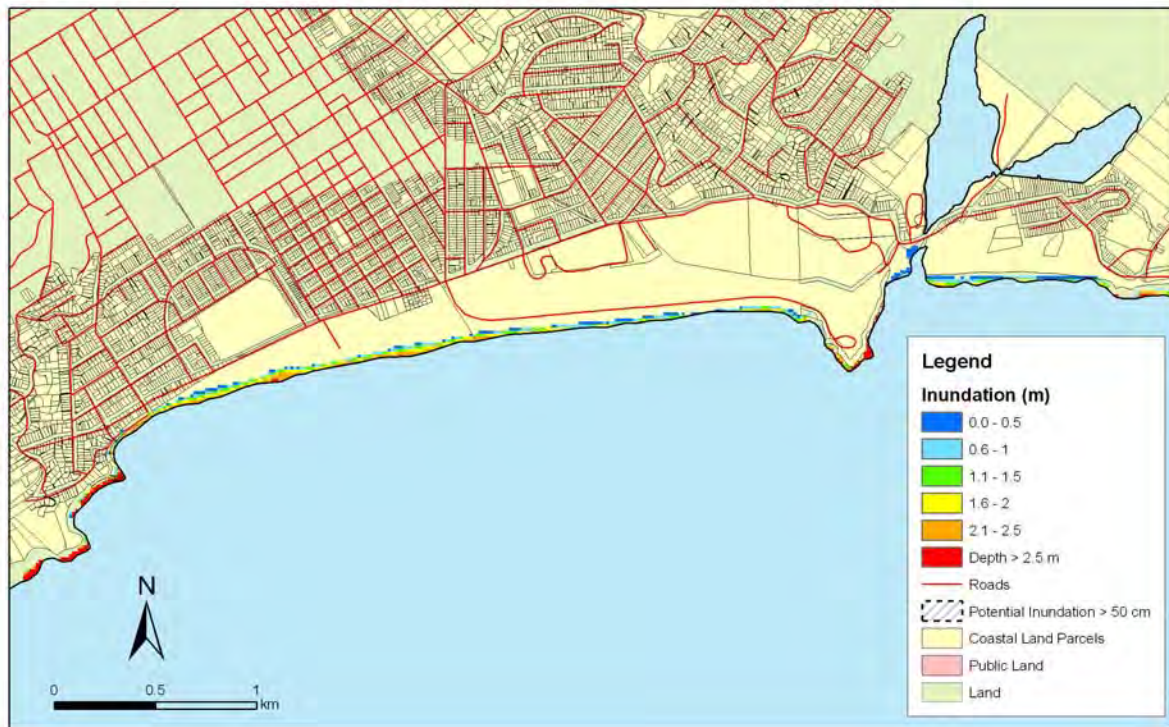 Legend
Inundation (m)
0.0 - 0.5
0.6 - 1
1.1 - 1.5
1.6 - 2
2.1 - 2.5
Depth > 2.5 m
Roads
Potential Inundation > 50 cm
Coastal Land Parcels
Public Land
Land
N
0 0.5 1
km